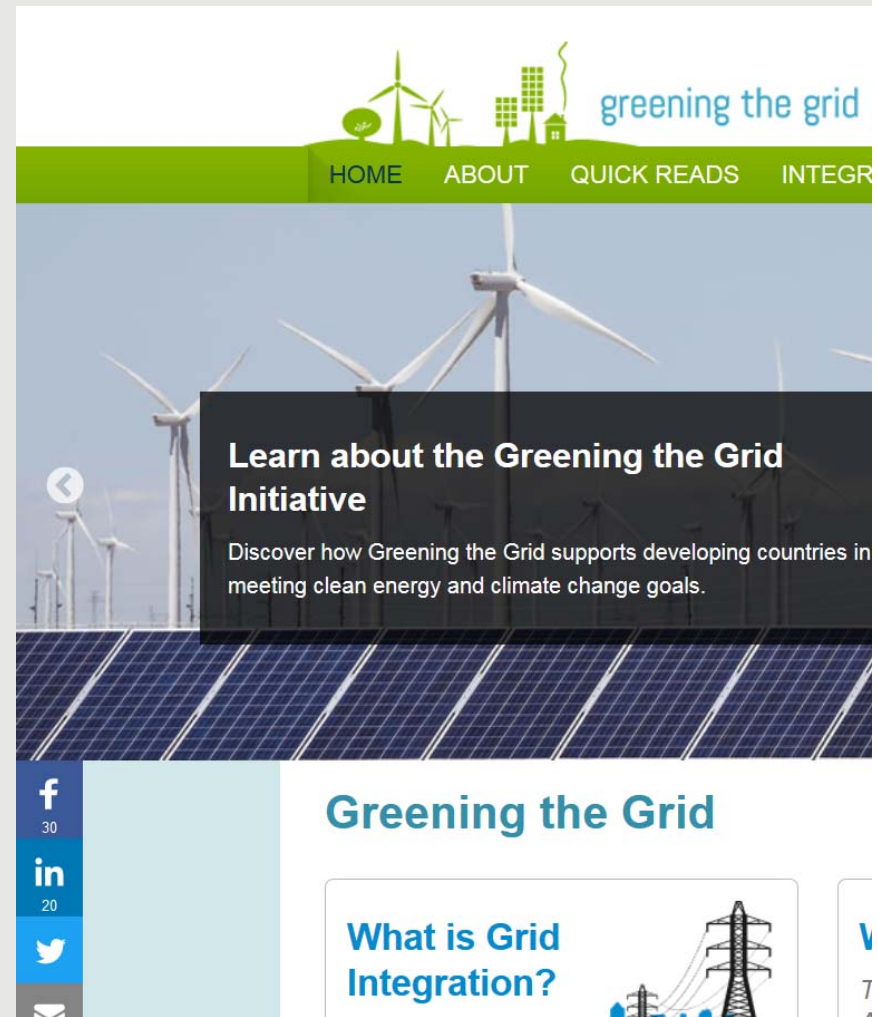 greening the grid
HOME ABOUT QUICK READS INTEGR
Learn about the Greening the Grid
Initiative
Discover how Greening the Grid supports developing countries in
meeting clean energy and climate change goals.
f
30
in
20
Greening the Grid
What is Grid
Integration?
W
T